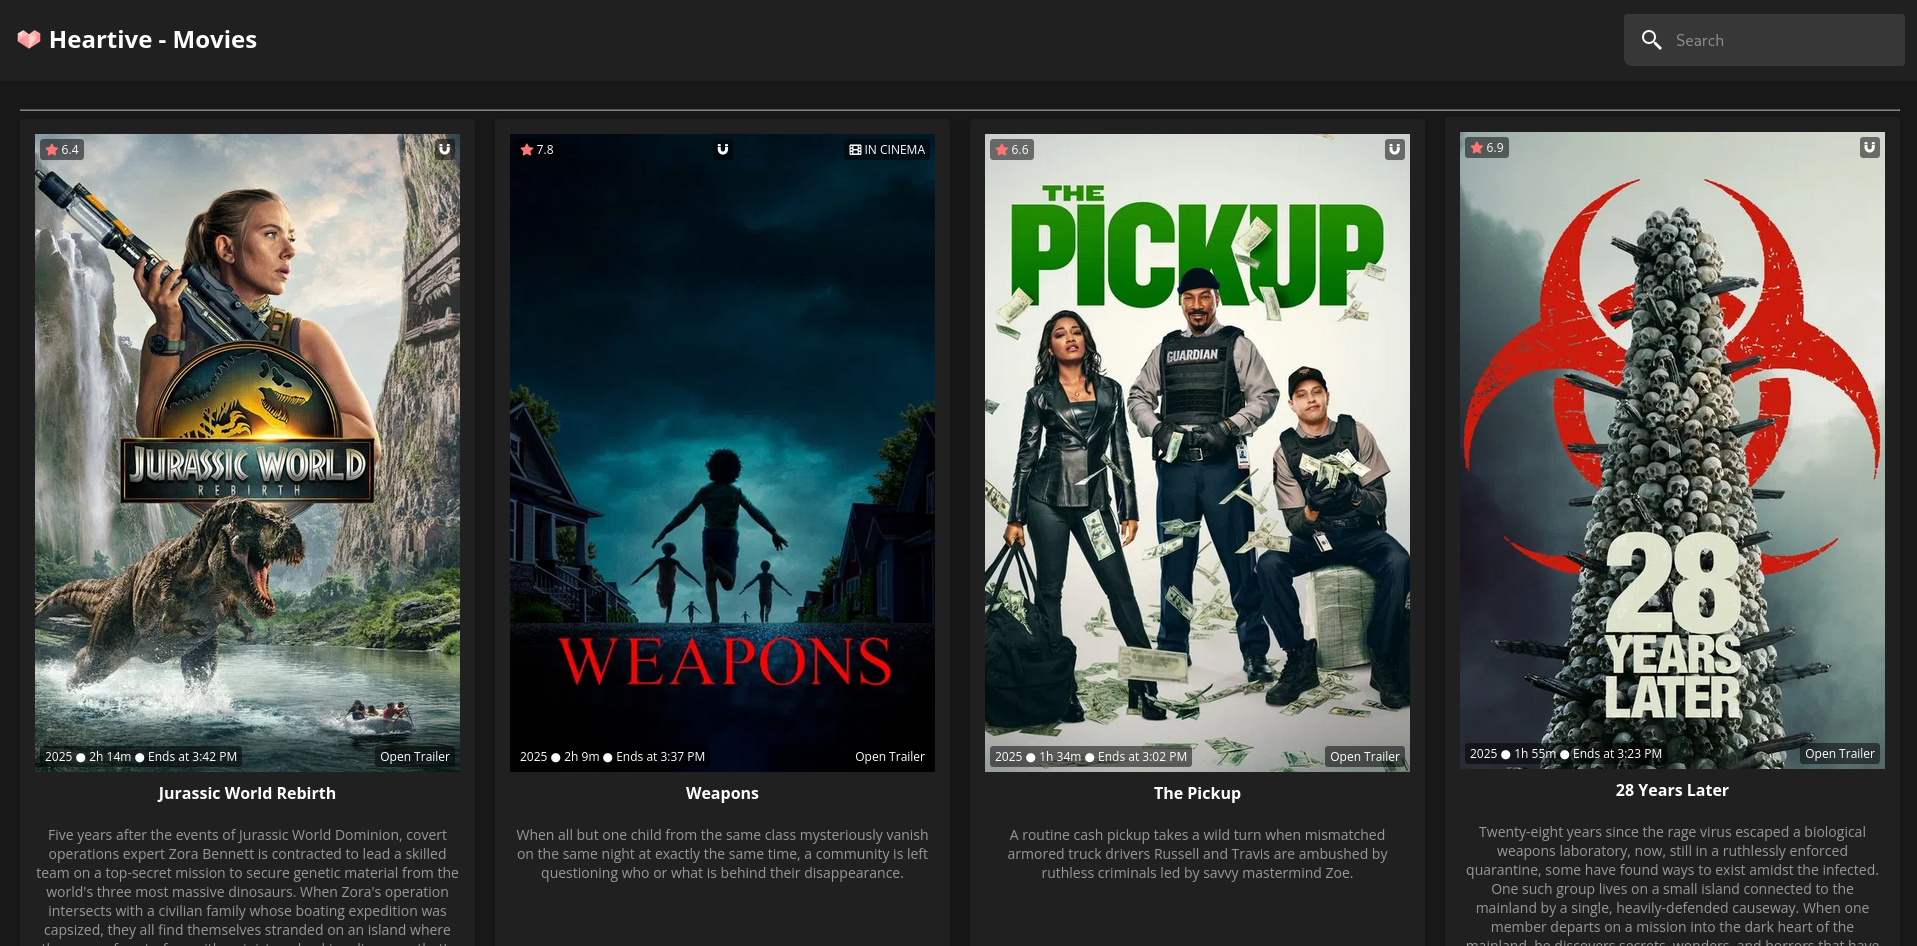 Heartive - Movies
Search
6.4
JURASSIC WORLD
REBIRTH
2025 ● 2h 14m ● Ends at 3:42 PM
Open Trailer
Jurassic World Rebirth
Five years after the events of Jurassic World Dominion, covert
operations expert Zora Bennett is contracted to lead a skilled
team on a top-secret mission to secure genetic material from the
world's three most massive dinosaurs. When Zora's operation
intersects with a civilian family whose boating expedition was
capsized, they all find themselves stranded on an island where
7.8
IN CINEMA
WEAPONS
2025 ● 2h 9m ● Ends at 3:37 PM
Open Trailer
Weapons
When all but one child from the same class mysteriously vanish
on the same night at exactly the same time, a community is left
questioning who or what is behind their disappearance.
6.6
THE
PICKUP
GUARDIAN
2025 ● 1h 34m ● Ends at 3:02 PM
Open Trailer
The Pickup
A routine cash pickup takes a wild turn when mismatched
armored truck drivers Russell and Travis are ambushed by
ruthless criminals led by savvy mastermind Zoe.
6.9
28
YEARS
LATER
2025 ● 1h 55m ● Ends at 3:23 PM
Open Trailer
28 Years Later
Twenty-eight years since the rage virus escaped a biological
weapons laboratory, now, still in a ruthlessly enforced
quarantine, some have found ways to exist amidst the infected.
One such group lives on a small island connected to the
mainland by a single, heavily-defended causeway. When one
member departs on a mission into the dark heart of the
mainland, he discovers secrets, wonders, and horrors that have